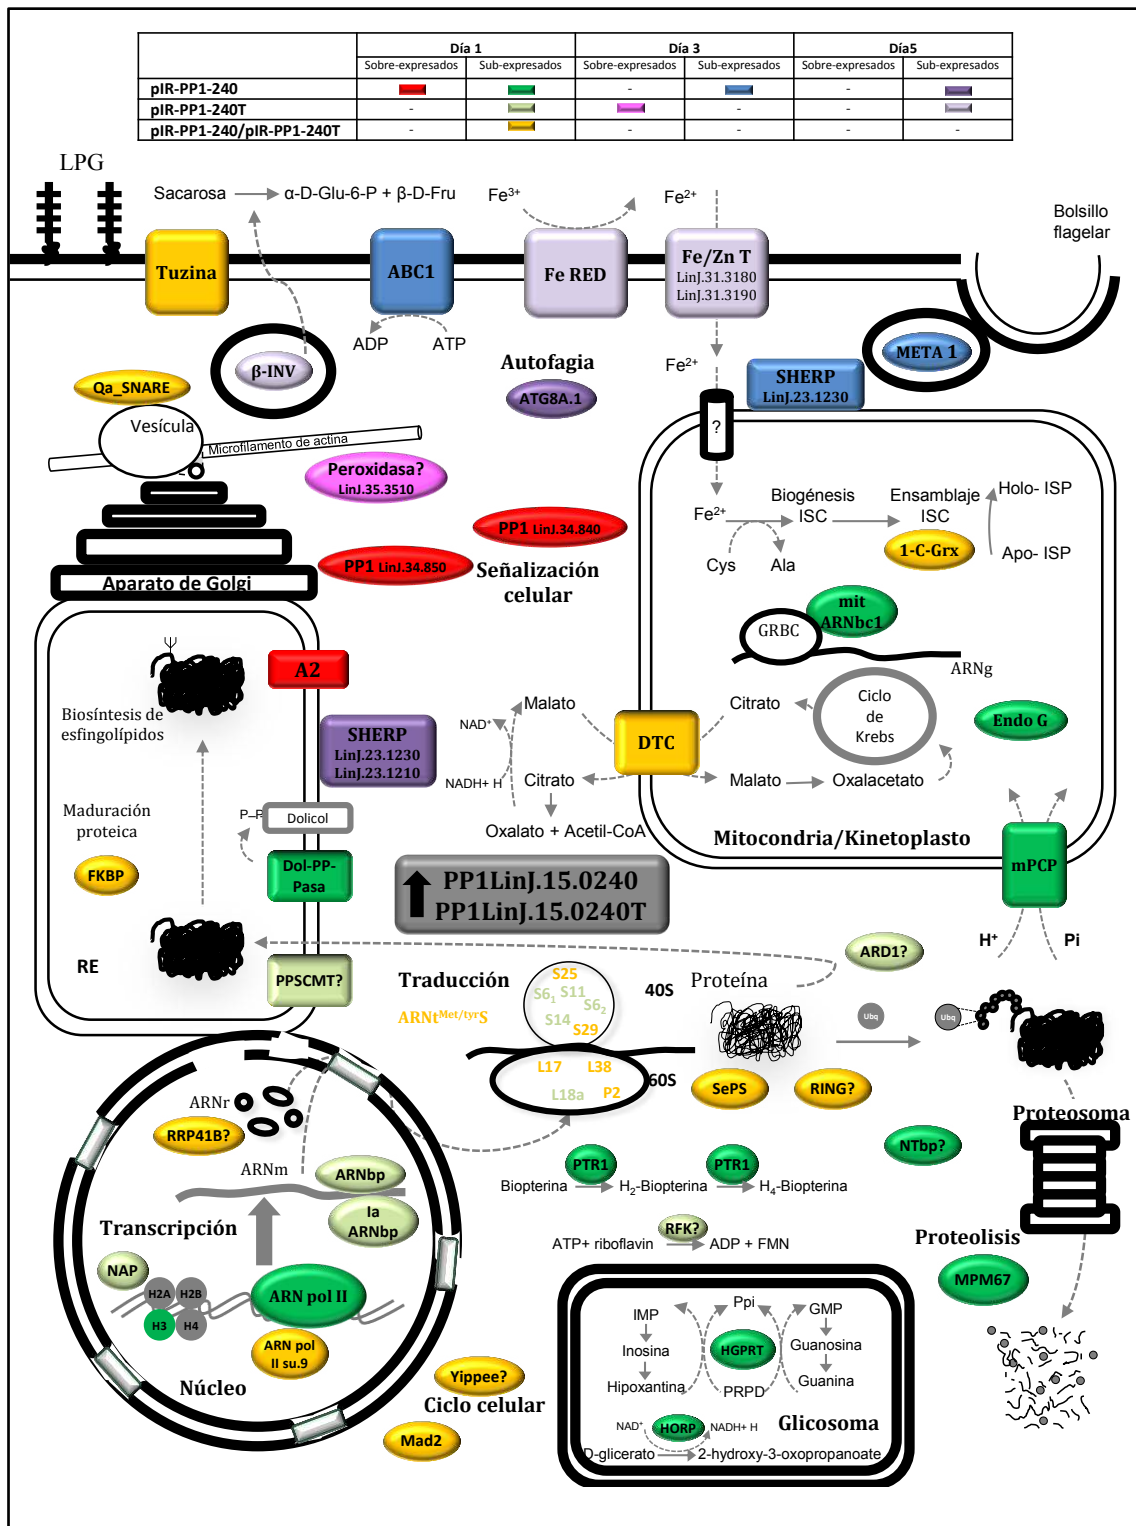 Día 1 Día 3 Día5
Sobre-expresados Sub-expresados Sobre-expresados Sub-expresados Sobre-expresados Sub-expresados
pIR-PP1-240 -
pIR-PP1-240T - - -
pIR-PP1-240/pIR-PP1-240T - - - - -
LPG
Sacarosa α-D-Glu-6-P + β-D-Fru Fe³⁺ Fe²⁺
Bolsillo
flagelar
Tuzina
ABC1
Fe RED
Fe/Zn T
LinJ.31.3180
LinJ.31.3190
ADP ATP
β-INV
META 1
Autofagia
ATG8A.1
Fe²⁺
SHERP
LinJ.23.1230
Qa_SNARE
Vesícula
Microfilamento de actina
?
Peroxidasa?
LinJ.35.3510
PP1 LinJ.34.840
PP1 LinJ.34.850
Señalización
celular
Aparato de Golgi
Fe²⁺
Biogénesis
ISC
Ensamblaje
ISC
Holo- ISP
1-C-Grx
Apo- ISP
Cys Ala
mit
ARNbc1
GRBC
ARNg
A2
Biosíntesis de
esfingolípidos
SHERP
LinJ.23.1230
LinJ.23.1210
NAD⁺
NADH+ H
Malato
Citrato
Oxalato + Acetil-CoA
DTC
Citrato
Ciclo
de
Krebs
Malato Oxalacetato
Endo G
Mitocondria/Kinetoplasto
mPCP
H⁺ Pi
Maduración
proteica
P–P
Dolicol
Dol-PP-
Pasa
FKBP
RE
PPSCMT?
PP1LinJ.15.0240
PP1LinJ.15.0240T
Traducción
ARNt^Met/tyrS
S25
S6₁ S11
S6₂
S14
S29
40S
L17 L38
L18a P2
60S
Proteína
ARD1?
Ubq
Ubq
SePS
RING?
Proteosoma
NTbp?
ARNr
RRP41B?
ARNm
ARNbp
Ia
ARNbp
Transcripción
NAP
H2A H2B
H3 H4
ARN pol II
ARN pol
II su.9
Núcleo
Yippee?
Ciclo celular
Mad2
PTR1 PTR1
Biopterina H₂-Biopterina H₄-Biopterina
RFK?
ATP+ riboflavin ADP + FMN
Proteolisis
MPM67
IMP Ppi GMP
Inosina HGPRT Guanosina
Hipoxantina PRPD Guanina
NAD⁺ HORP NADH+ H
Glicosoma
D-glicerato 2-hydroxy-3-oxopropanoate